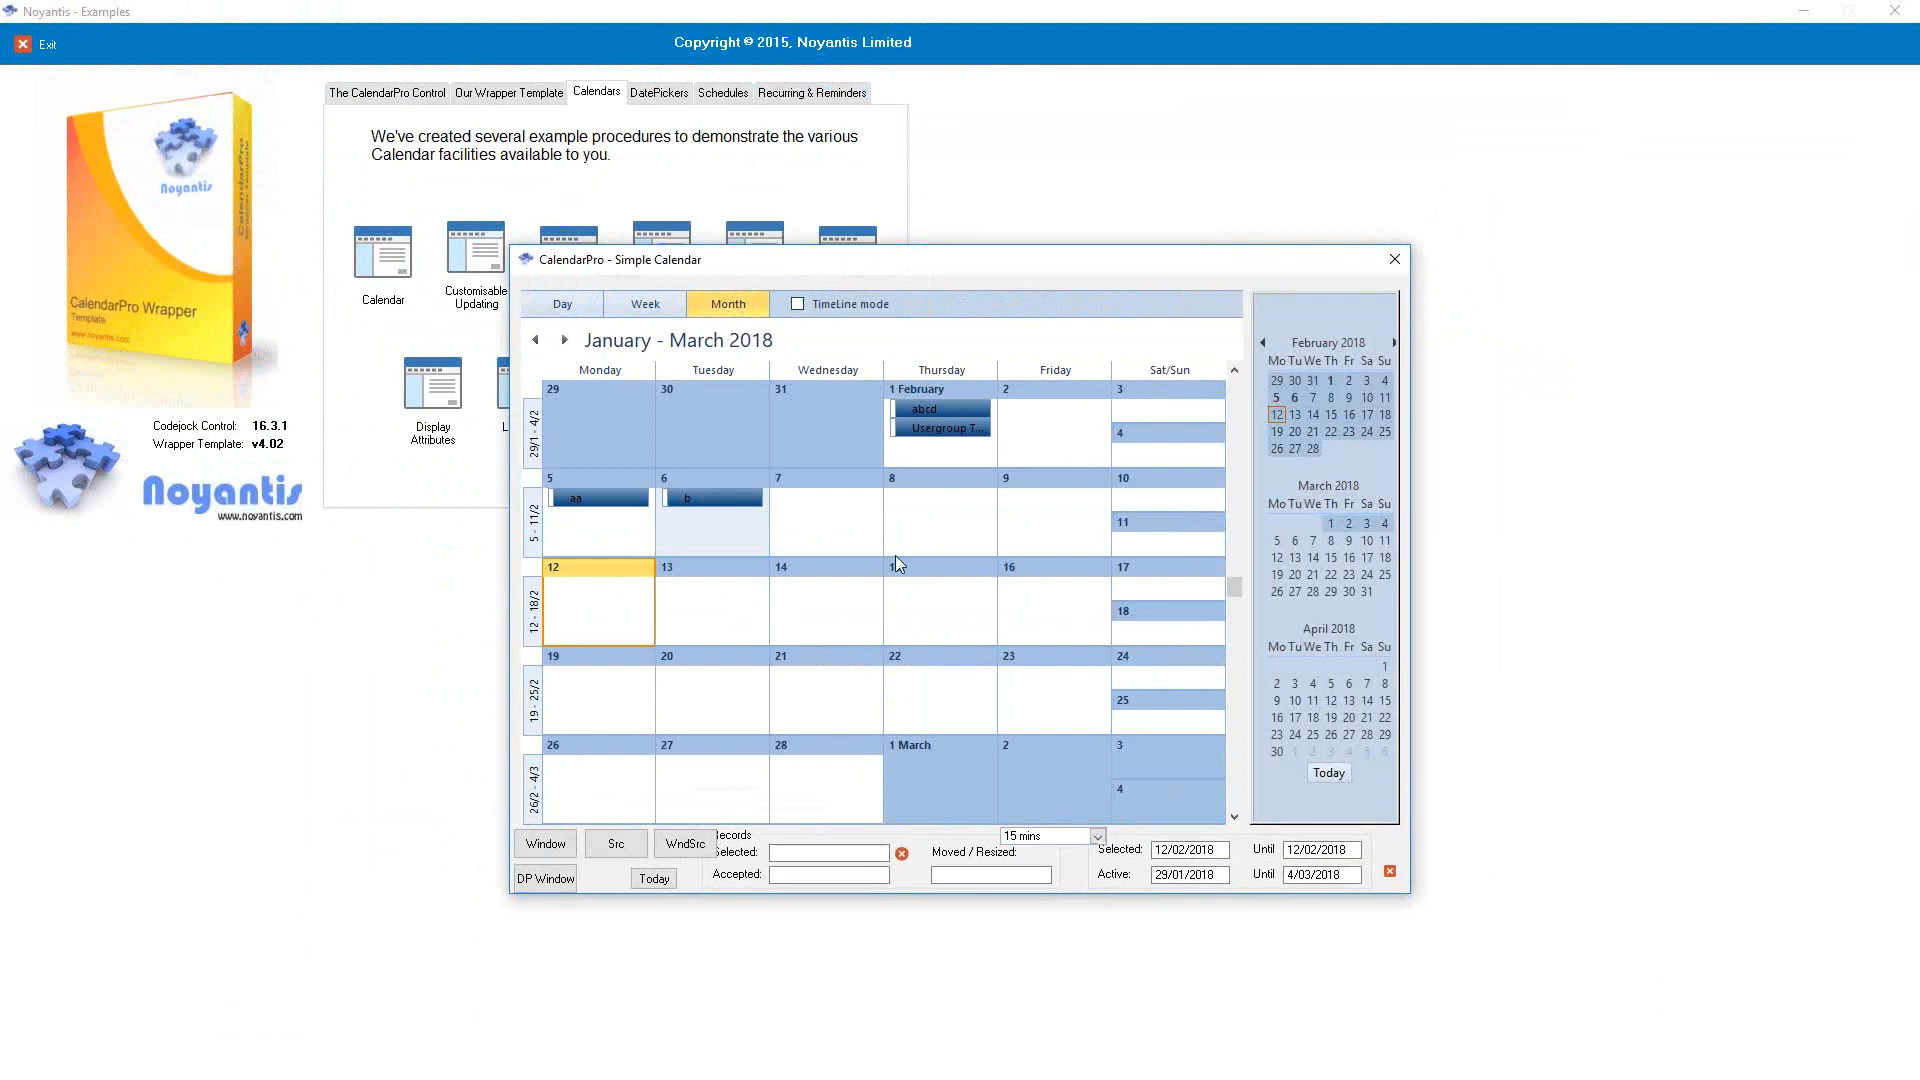 Noyantis - Examples
Exit
Copyright © 2015, Noyantis Limited
The CalendarPro Control
Our Wrapper Template
Calendars
DatePickers
Schedules
Recurring & Reminders
We've created several example procedures to demonstrate the various
Calendar facilities available to you.
Noyantis
CalendarPro Wrapper
Template
www.noyantis.com
Calendar
Customisable
Updating
Display
Attributes
Codejock Control: 16.3.1
Wrapper Template: v4.02
Noyantis
www.noyantis.com
CalendarPro - Simple Calendar
Day
Week
Month
TimeLine mode
January - March 2018
Monday Tuesday Wednesday Thursday Friday Sat/Sun
29/1 - 4/2
29 30 31 1 February 2 3
abcd
Usergroup T...
4
5 - 11/2
5 6 7 8 9 10
aa b
11
12 - 18/2
12 13 14 16 17
18
19 - 25/2
19 20 21 22 23 24
25
26/2 - 4/3
26 27 28 1 March 2 3
4
February 2018
Mo Tu We Th Fr Sa Su
29 30 31 1 2 3 4
5 6 7 8 9 10 11
12 13 14 15 16 17 18
19 20 21 22 23 24 25
26 27 28
March 2018
Mo Tu We Th Fr Sa Su
1 2 3 4
5 6 7 8 9 10 11
12 13 14 15 16 17 18
19 20 21 22 23 24 25
26 27 28 29 30 31
April 2018
Mo Tu We Th Fr Sa Su
1
2 3 4 5 6 7 8
9 10 11 12 13 14 15
16 17 18 19 20 21 22
23 24 25 26 27 28 29
30 1 2 3 4 5 6
Today
Window
Src
WndSrc
DP Window
Today
ecords
Selected:
Accepted:
Moved / Resized:
15 mins
Selected: 12/02/2018 Until 12/02/2018
Active: 29/01/2018 Until 4/03/2018